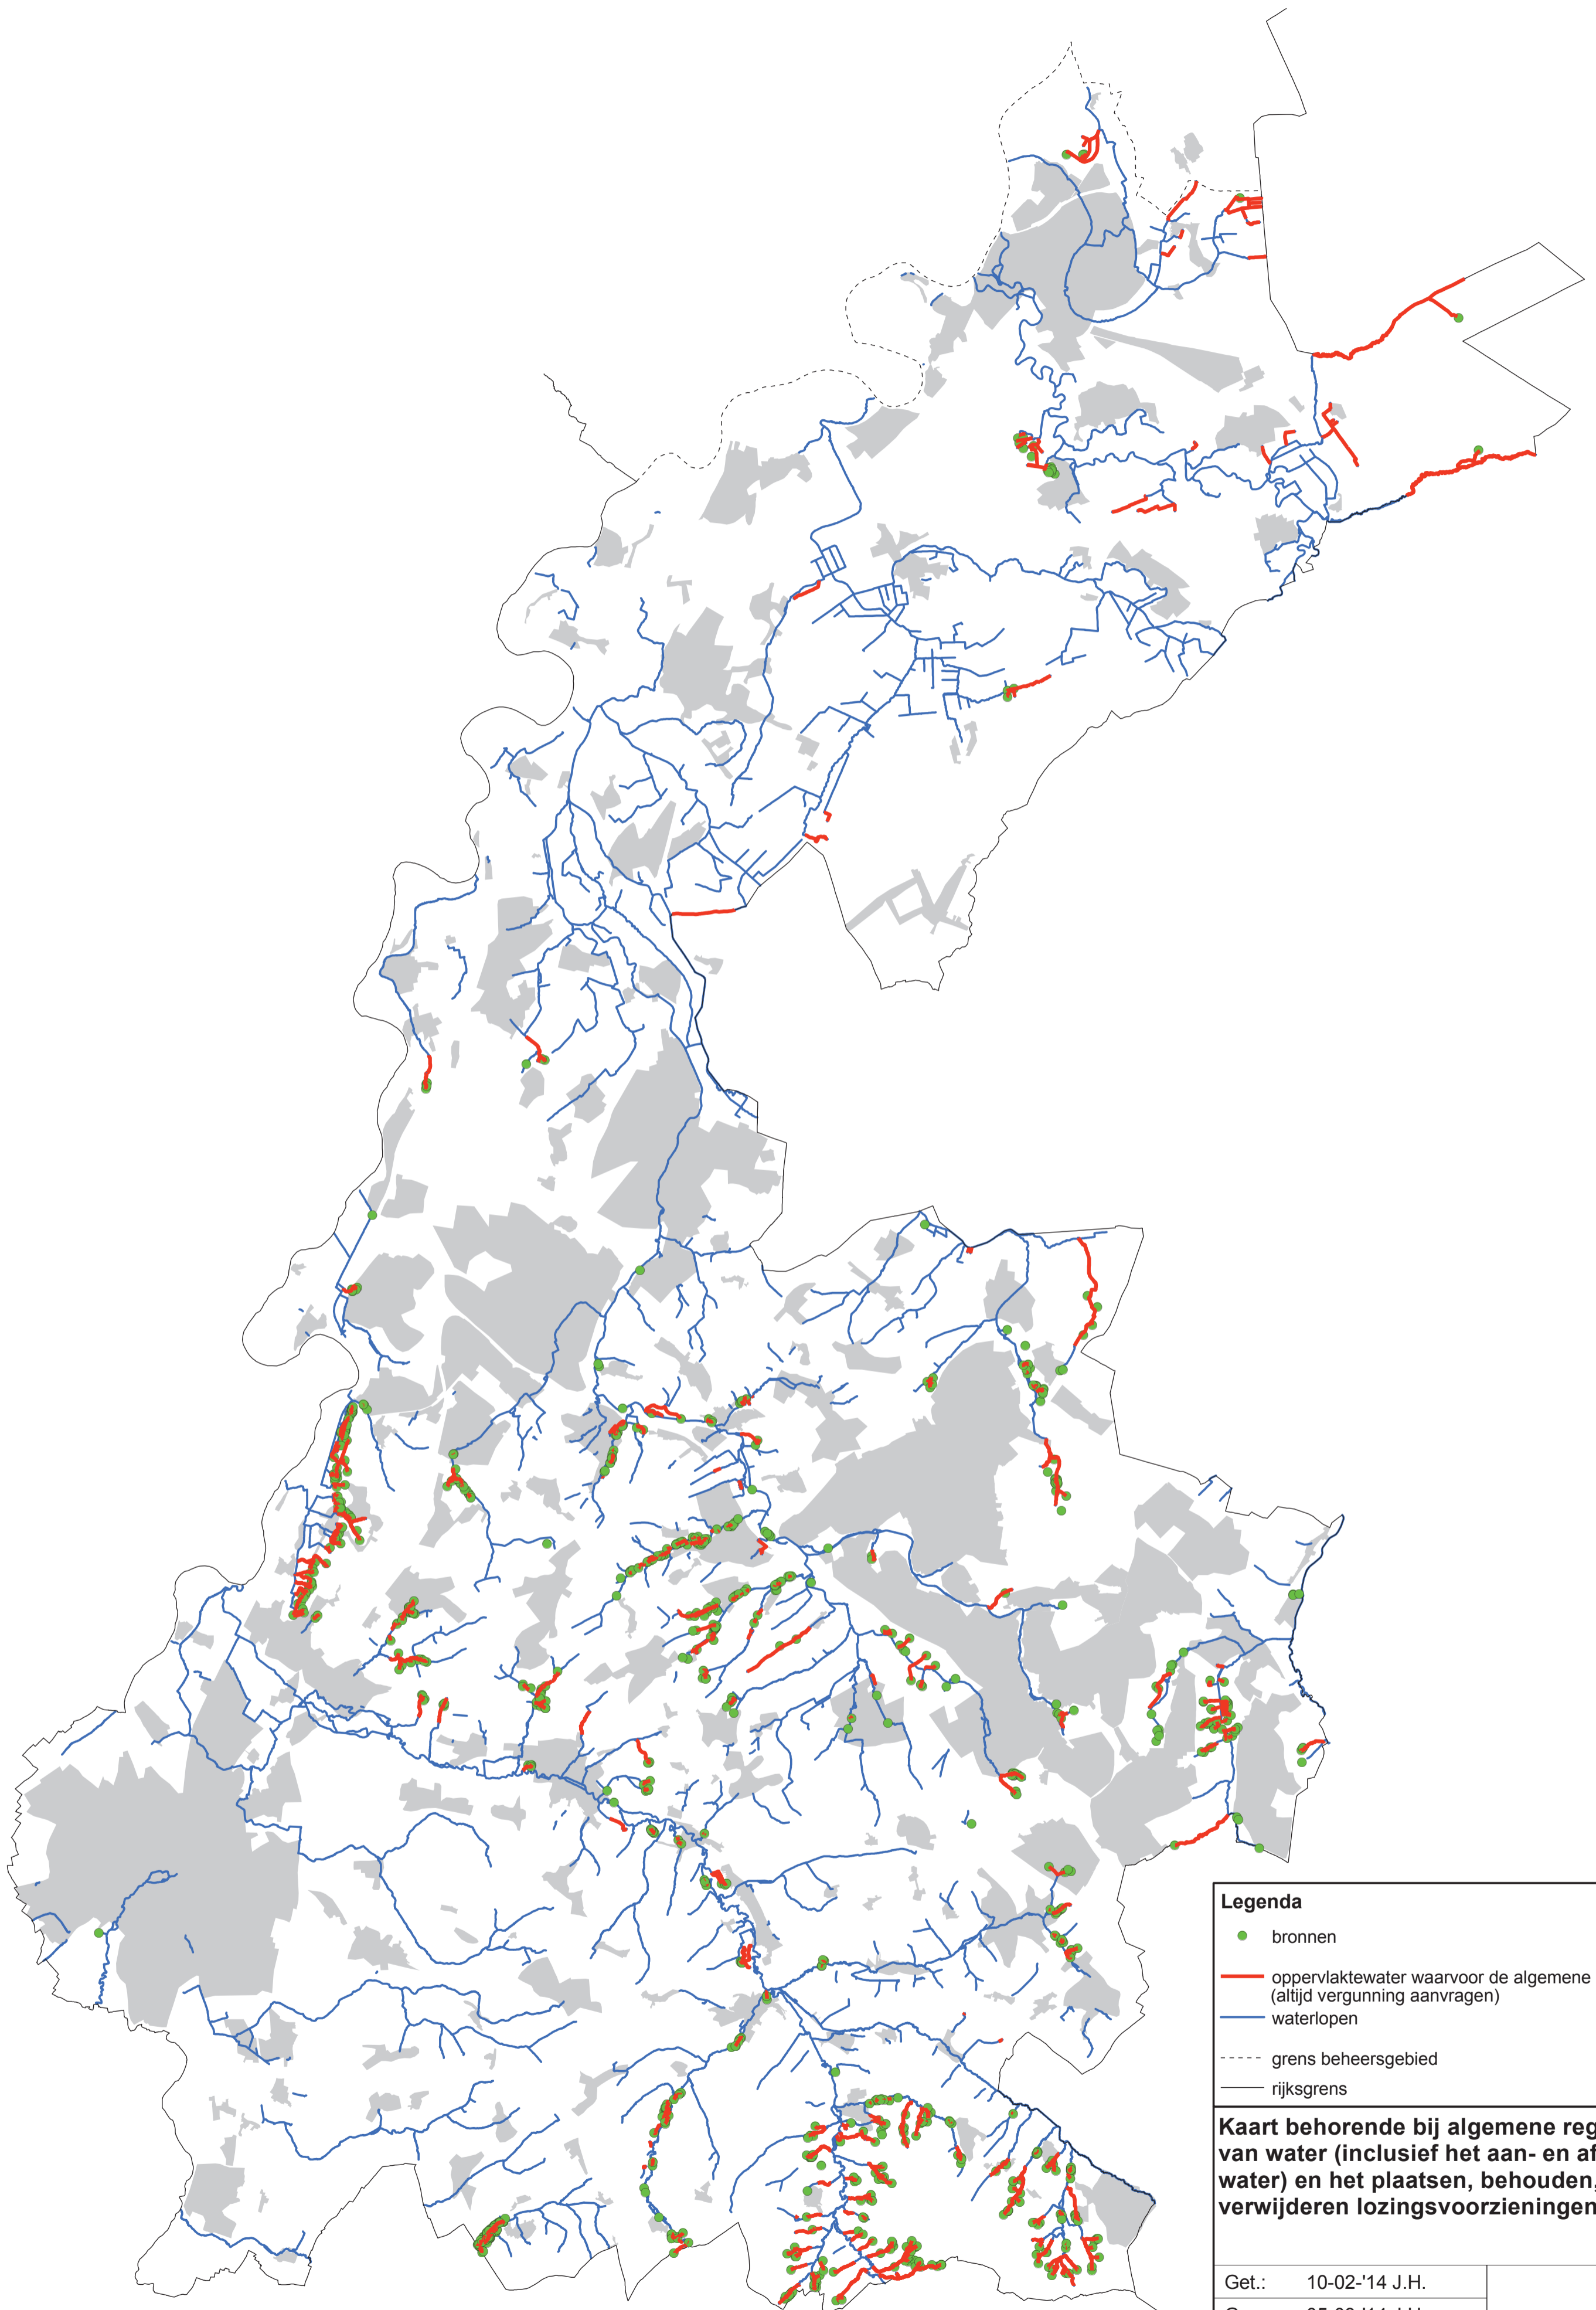 Legenda
bronnen
oppervlaktewater waarvoor de algemene
(altijd vergunning aanvragen)
waterlopen
grens beheersgebied
rijksgrens
Kaart behorende bij algemene reg
van water (inclusief het aan- en af
water) en het plaatsen, behouden,
verwijderen lozingsvoorzieningen
Get.: 10-02-'14 J.H.